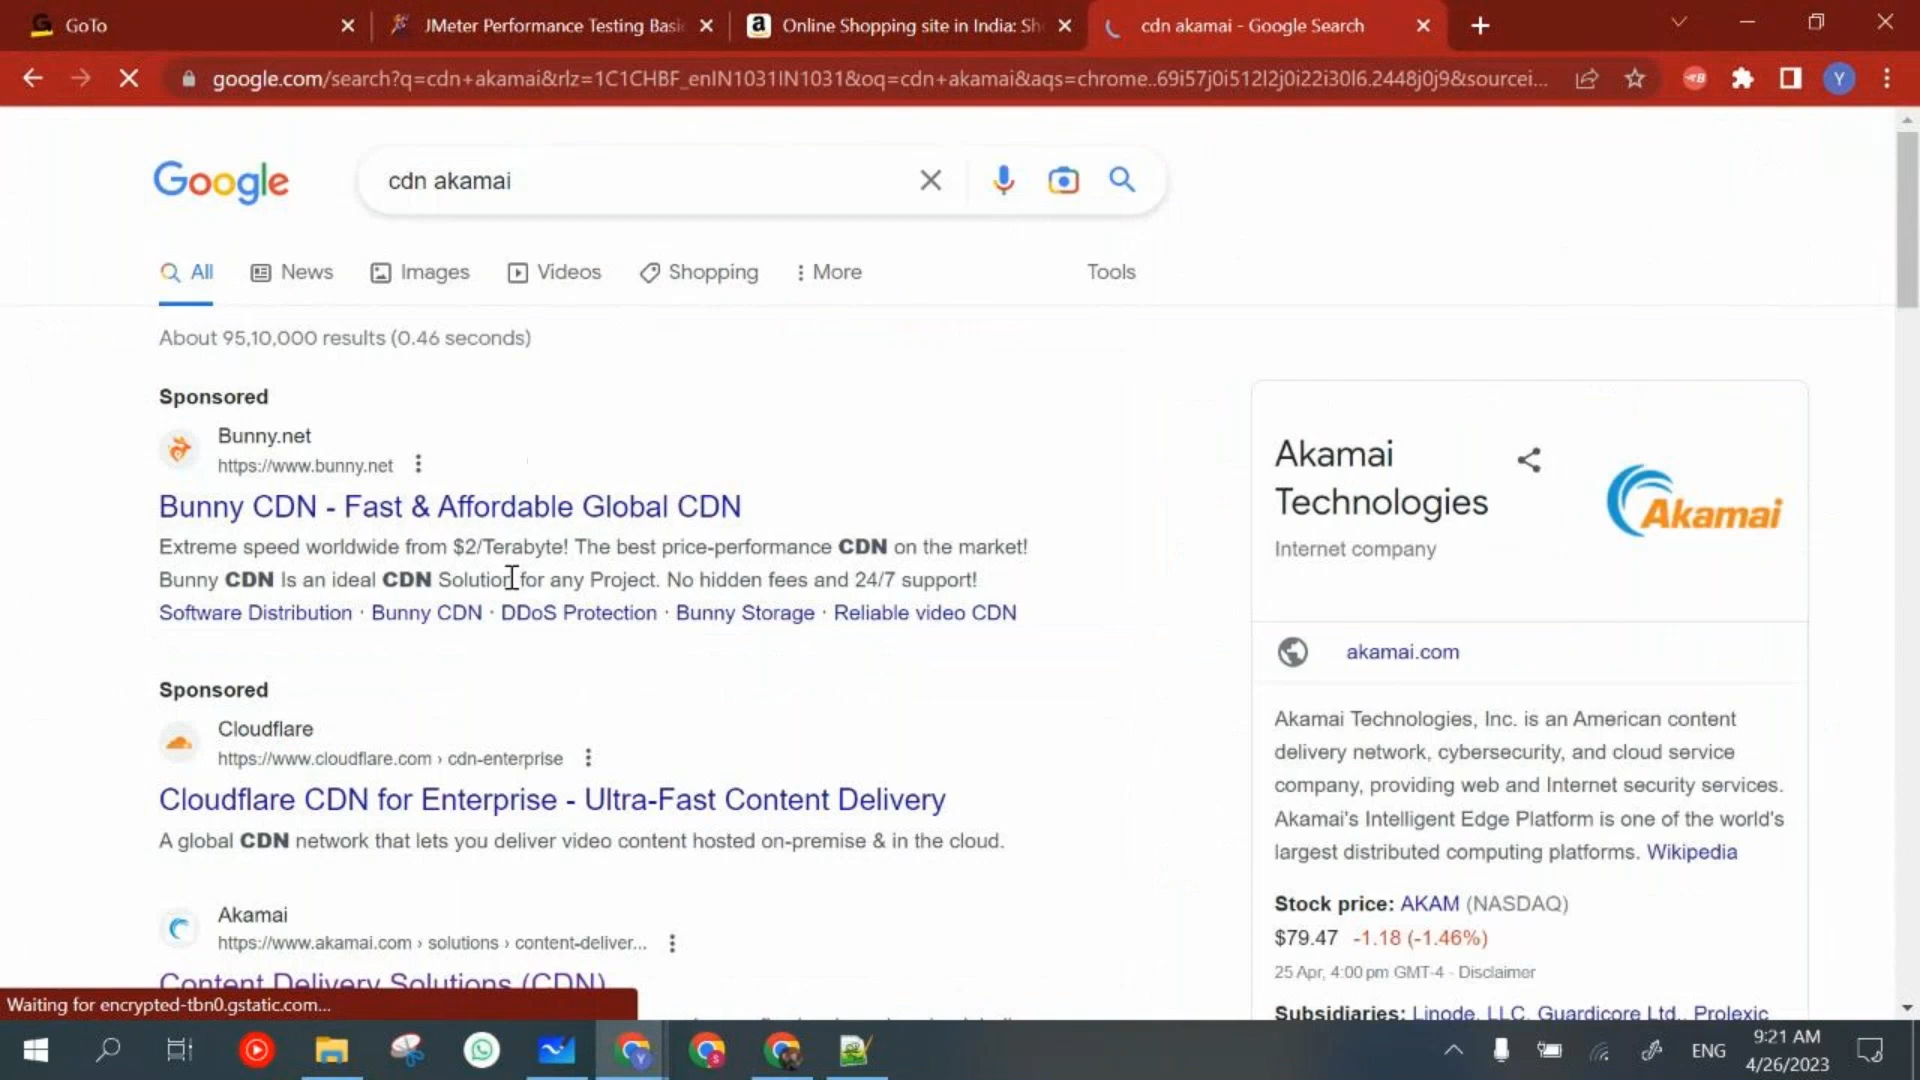 GoTo
JMeter Performance Testing Basi
Online Shopping site in India: Sh
cdn akamai - Google Search
google.com/search?q=cdn+akamai&rlz=1C1CHBF_enIN1031IN1031&oq=cdn+akamai&aqs=chrome..69i57j0i512l2j0i22i30l6.2448j0j9&sourcei...
Y
Google
cdn akamai
All
News
Images
Videos
Shopping
More
Tools
About 95,10,000 results (0.46 seconds)
Sponsored
Bunny.net
https://www.bunny.net
Bunny CDN - Fast & Affordable Global CDN
Extreme speed worldwide from $2/Terabyte! The best price-performance CDN on the market!
Bunny CDN Is an ideal CDN Solution for any Project. No hidden fees and 24/7 support!
Software Distribution · Bunny CDN · DDoS Protection · Bunny Storage · Reliable video CDN
Sponsored
Cloudflare
https://www.cloudflare.com › cdn-enterprise
Cloudflare CDN for Enterprise - Ultra-Fast Content Delivery
A global CDN network that lets you deliver video content hosted on-premise & in the cloud.
Akamai
https://www.akamai.com › solutions › content-deliver...
Content Delivery Solutions (CDN)
Akamai
Technologies
Akamai
Internet company
akamai.com
Akamai Technologies, Inc. is an American content
delivery network, cybersecurity, and cloud service
company, providing web and Internet security services.
Akamai's Intelligent Edge Platform is one of the world's
largest distributed computing platforms. Wikipedia
Stock price: AKAM (NASDAQ)
$79.47 -1.18 (-1.46%)
25 Apr, 4:00 pm GMT-4 - Disclaimer
Subsidiaries: Linode, LLC, Guardicore Ltd., Prolexic
Waiting for encrypted-tbn0.gstatic.com...
ENG
9:21 AM
4/26/2023